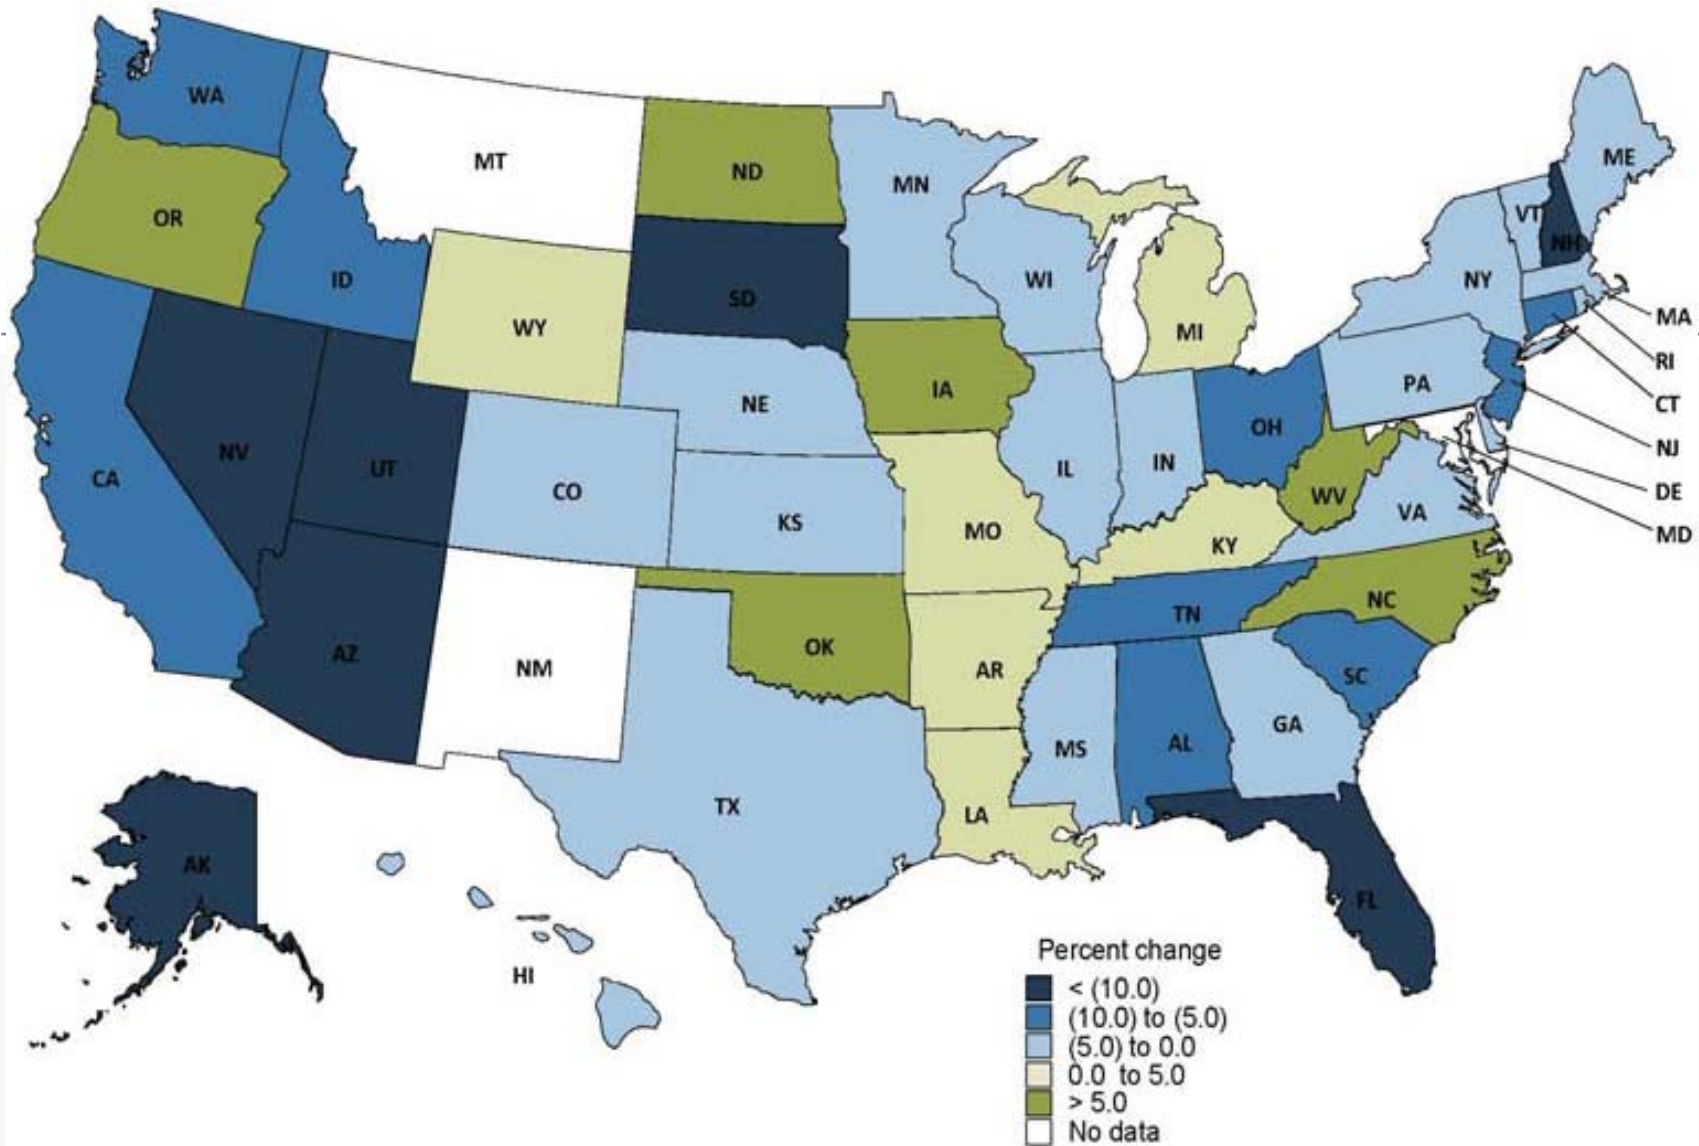 WA
MT
ND
MN
ME
OR
VT
NH
ID
SD
WI
NY
WY
MI
MA
RI
CT
NJ
DE
MD
NE
IA
PA
OH
NV
UT
CO
CA
IL
IN
KS
WV
VA
MO
KY
NC
TN
AZ
NM
OK
AR
SC
GA
MS
AL
TX
LA
AK
FL
HI
Percent change
< (10.0)
(10.0) to (5.0)
(5.0) to 0.0
0.0 to 5.0
> 5.0
No data